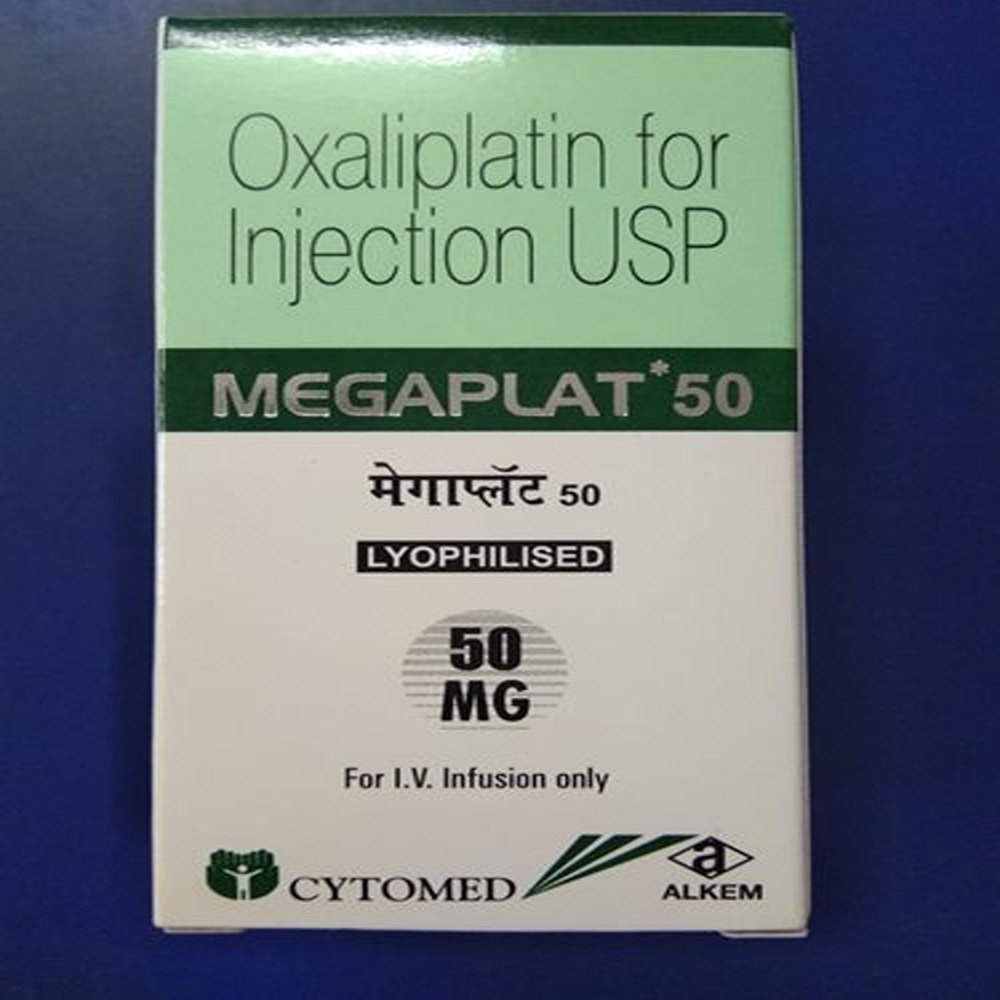 Oxaliplatin for
Injection USP
MEGAPLAT* 50
मेगाप्लॅट 50
LYOPHILISED
50
MG
For I.V. Infusion only
CYTOMED
a
ALKEM